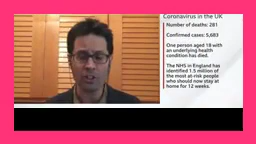 Coronavirus in the UK
Number of deaths: 281
Confirmed cases: 5,683
One person aged 18 with
an underlying health
condition has died.
The NHS in England has
identified 1.5 million of
the most at-risk people
who should now stay at
home for 12 weeks.